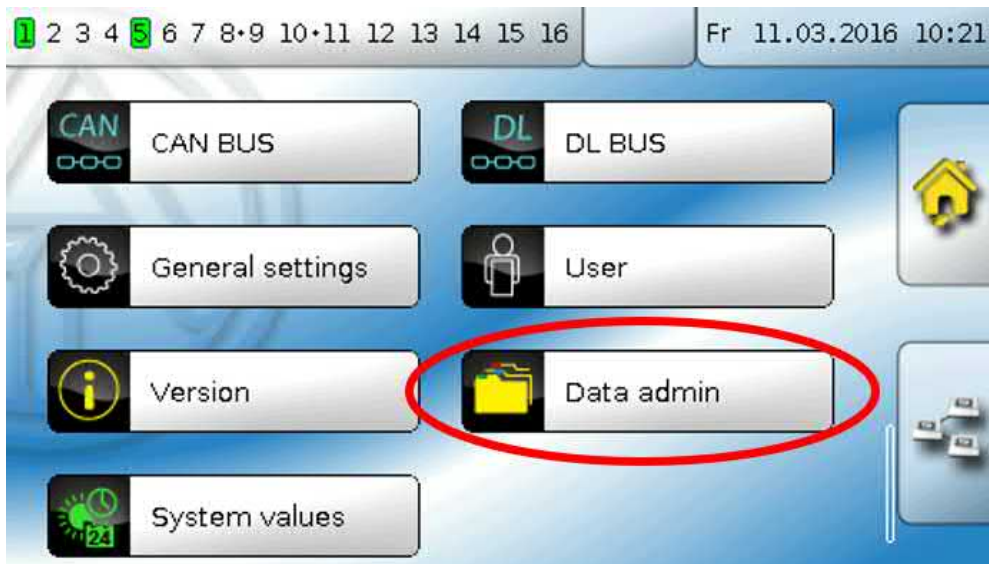 1 2 3 4 5 6 7 8•9 10•11 12 13 14 15 16 Fr 11.03.2016 10:21
CAN CAN BUS DL DL BUS
General settings User
Version Data admin
24 System values